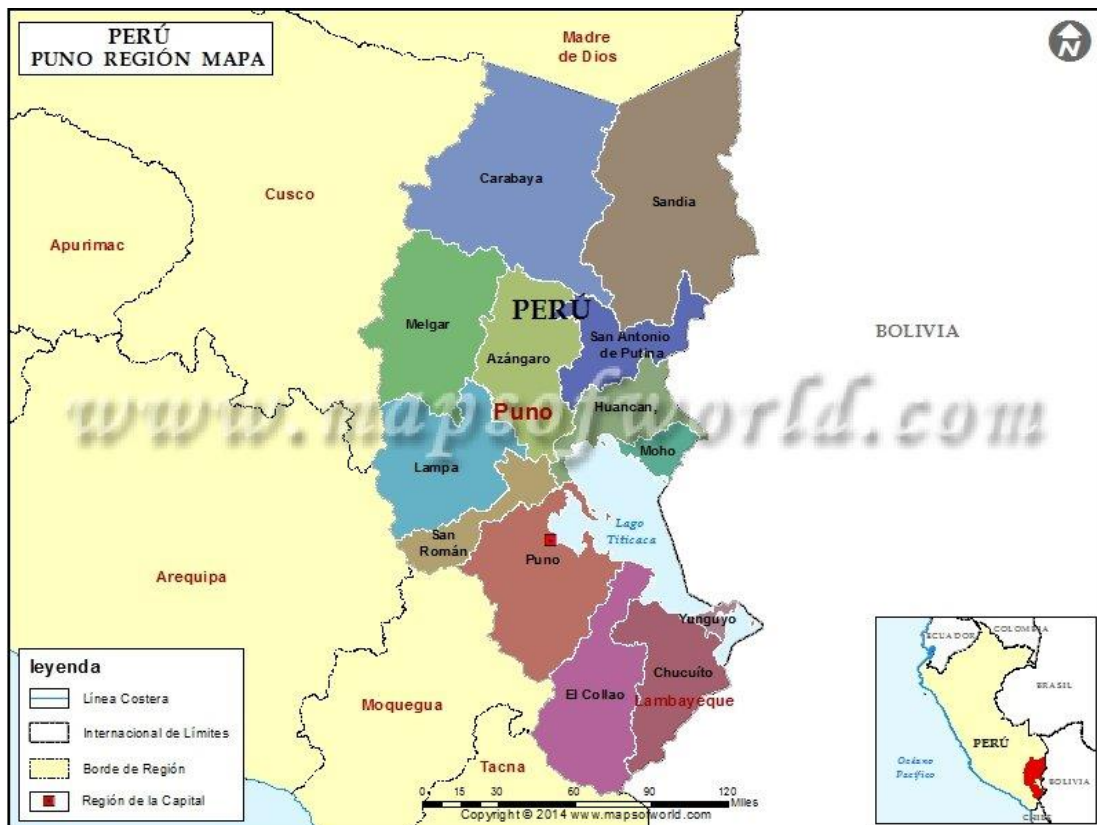 PERÚ
PUNO REGIÓN MAPA
N
Madre
de Dios
Carabaya
Cusco
Sandia
Apurimac
PERÚ
Melgar
San Antonio
de Putina
BOLIVIA
Azángaro
Puno
Huancan,
www.mapsofworld.com
Moho
Lampa
Lago
Titicaca
San
Román
Puno
Arequipa
Yunguyo
ECUADOR
COLOMBIA
BRASIL
PERÚ
Océano
Pacífico
BOLIVIA
CHILE
leyenda
Línea Costera
Internacional de Límites
Borde de Región
Región de la Capital
Chucuíto
El Collao
Lambayeque
Moquegua
Tacna
0 15 30 60 90 120
Miles
Copyright © 2014 www.mapsofworld.com